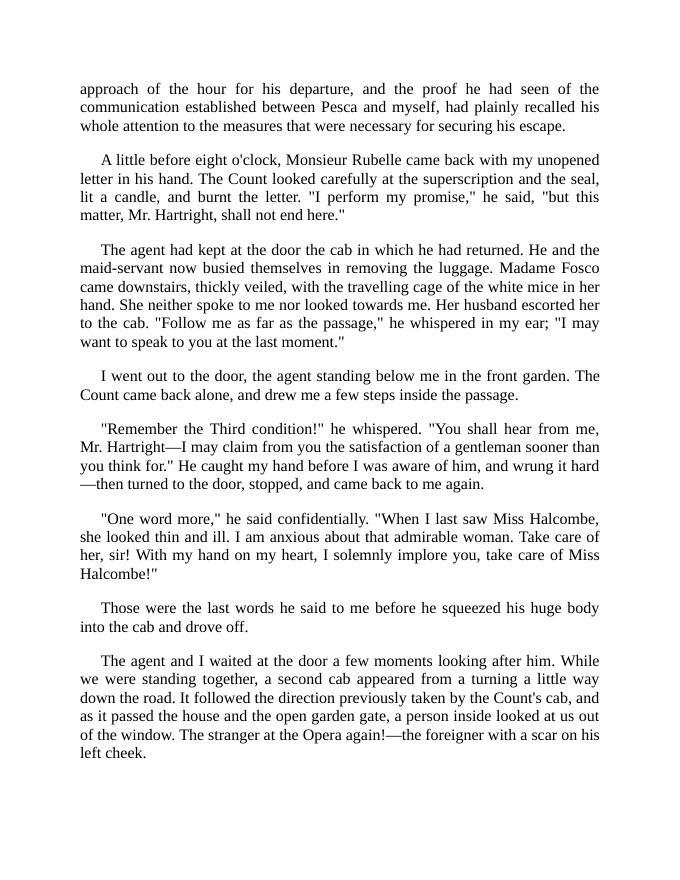 approach of the hour for his departure, and the proof he had seen of the
communication established between Pesca and myself, had plainly recalled his
whole attention to the measures that were necessary for securing his escape.
A little before eight o'clock, Monsieur Rubelle came back with my unopened
letter in his hand. The Count looked carefully at the superscription and the seal,
lit a candle, and burnt the letter. "I perform my promise," he said, "but this
matter, Mr. Hartright, shall not end here."
The agent had kept at the door the cab in which he had returned. He and the
maid-servant now busied themselves in removing the luggage. Madame Fosco
came downstairs, thickly veiled, with the travelling cage of the white mice in her
hand. She neither spoke to me nor looked towards me. Her husband escorted her
to the cab. "Follow me as far as the passage," he whispered in my ear; "I may
want to speak to you at the last moment."
I went out to the door, the agent standing below me in the front garden. The
Count came back alone, and drew me a few steps inside the passage.
"Remember the Third condition!" he whispered. "You shall hear from me,
Mr. Hartright—I may claim from you the satisfaction of a gentleman sooner than
you think for." He caught my hand before I was aware of him, and wrung it hard
—then turned to the door, stopped, and came back to me again.
"One word more," he said confidentially. "When I last saw Miss Halcombe,
she looked thin and ill. I am anxious about that admirable woman. Take care of
her, sir! With my hand on my heart, I solemnly implore you, take care of Miss
Halcombe!"
Those were the last words he said to me before he squeezed his huge body
into the cab and drove off.
The agent and I waited at the door a few moments looking after him. While
we were standing together, a second cab appeared from a turning a little way
down the road. It followed the direction previously taken by the Count's cab, and
as it passed the house and the open garden gate, a person inside looked at us out
of the window. The stranger at the Opera again!—the foreigner with a scar on his
left cheek.